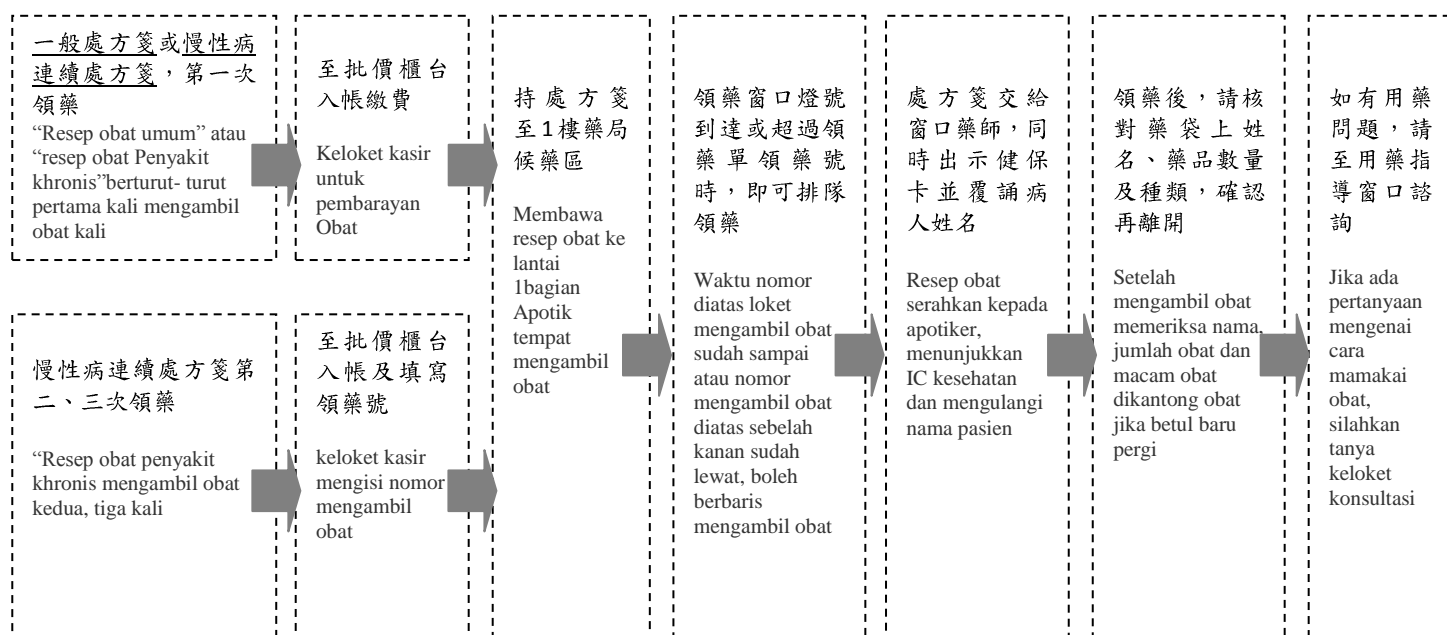 一般處方箋或慢性病
連續處方箋，第一次
領藥
“Resep obat umum” atau
“resep obat Penyakit
khronis”berturut- turut
pertama kali mengambil
obat kali
至批價櫃台
入帳繳費
Keloket kasir
untuk
pembarayan
Obat
慢性病連續處方箋第
二、三次領藥
“Resep obat penyakit
khronis mengambil obat
kedua, tiga kali
至批價櫃台
入帳及填寫
領藥號
keloket kasir
mengisi nomor
mengambil
obat
持處方箋
至1樓藥局
候藥區
Membawa
resep obat ke
lantai
1bagian
Apotik
tempat
mengambil
obat
領藥窗口燈號
到達或超過領
藥單領藥號
時，即可排隊
領藥
Waktu nomor
diatas loket
mengambil obat
sudah sampai
atau nomor
mengambil obat
diatas sebelah
kanan sudah
lewat, boleh
berbaris
mengambil obat
處方箋交給
窗口藥師，同
時出示健保
卡並覆誦病
人姓名
Resep obat
serahkan kepada
apotiker,
menunjukkan
IC kesehatan
dan mengulangi
nama pasien
領藥後，請核
對藥袋上姓
名、藥品數量
及種類，確認
再離開
Setelah
mengambil obat
memeriksa nama,
jumlah obat dan
macam obat
dikantong obat
jika betul baru
pergi
如有用藥
問題，請
至用藥指
導窗口諮
詢
Jika ada
pertanyaan
mengenai
cara
mamakai
obat,
silahkan
tanya
keloket
konsultasi